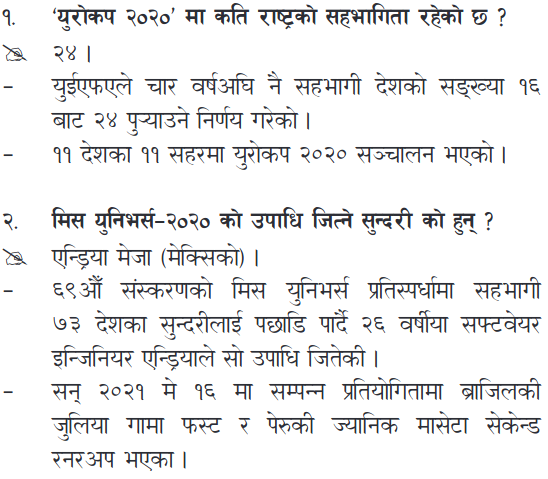 १. ‘युरोकप २०२०’ मा कति राष्ट्रको सहभागिता रहेको छ ?
२४ ।
– युईएफएले चार वर्षअघि नै सहभागी देशको सङ्ख्या १६
बाट २४ पुऱ्याउने निर्णय गरेको ।
– ११ देशका ११ सहरमा युरोकप २०२० सञ्चालन भएको ।
२. मिस युनिभर्स–२०२० को उपाधि जित्ने सुन्दरी को हुन् ?
एन्ड्रिया मेजा (मेक्सिको) ।
– ६९औँ संस्करणको मिस युनिभर्स प्रतिस्पर्धामा सहभागी
७३ देशका सुन्दरीलाई पछाडि पार्दै २६ वर्षीया सफ्टवेयर
इन्जिनियर एन्ड्रियाले सो उपाधि जितेकी ।
– सन् २०२१ मे १६ मा सम्पन्न प्रतियोगितामा ब्राजिलकी
जुलिया गामा फस्ट र पेरुकी ज्यानिक मासेटा सेकेन्ड
रनरअप भएका ।